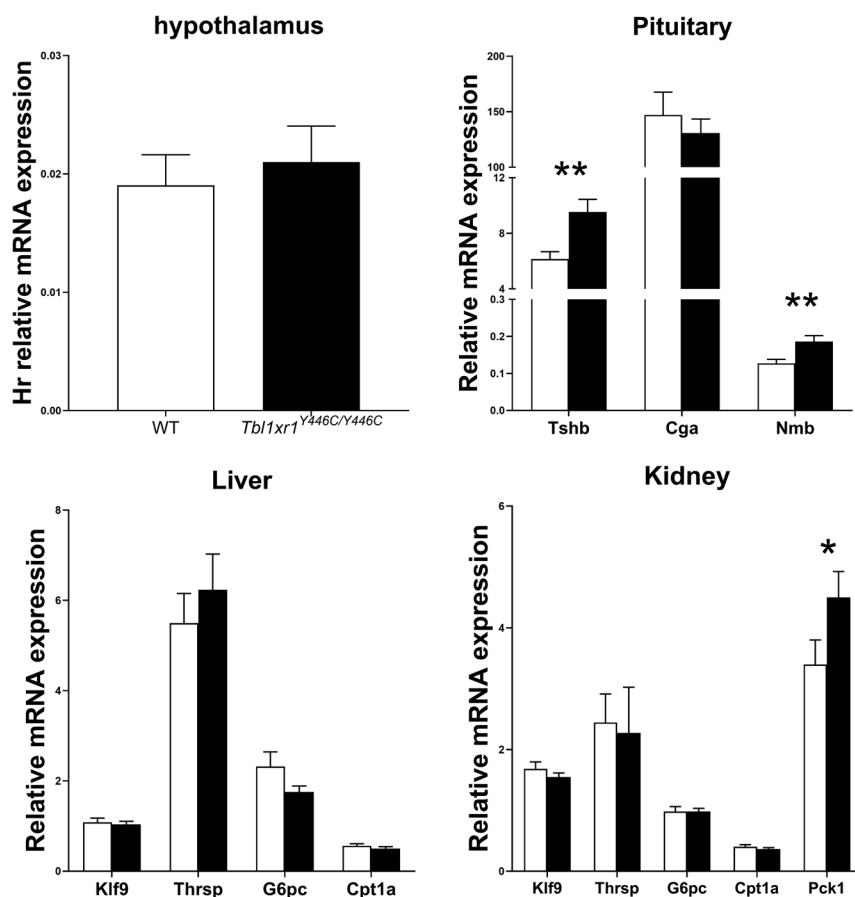 hypothalamus
Hr relative mRNA expression
0.03
0.02
0.01
0.00
WT
Tbl1xr1^Y446C/Y446C
Pituitary
Relative mRNA expression
200
150
100
12
8
4
0.3
0.2
0.1
0.0
**
**
Tshb Cga Nmb
Liver
Relative mRNA expression
8
6
4
2
0
Klf9 Thrsp G6pc Cpt1a
Kidney
Relative mRNA expression
6
4
2
0
*
Klf9 Thrsp G6pc Cpt1a Pck1